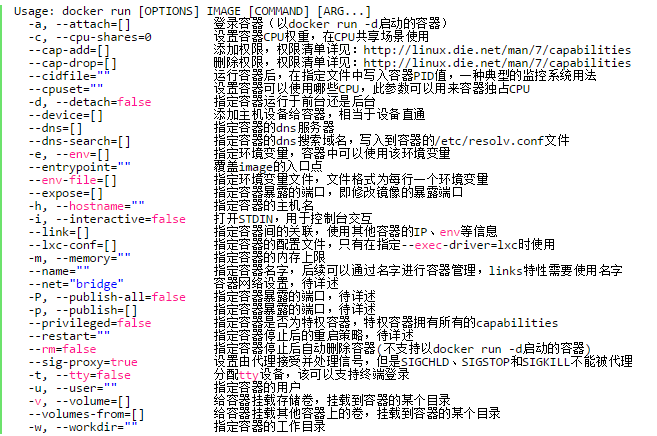 Usage: docker run [OPTIONS] IMAGE [COMMAND] [ARG...]
-a, --attach=[] 登录容器（以docker run -d启动的容器）
-c, --cpu-shares=0 设置容器CPU权重，在CPU共享场景使用
--cap-add=[] 添加权限，权限清单详见：http://linux.die.net/man/7/capabilities
--cap-drop=[] 删除权限，权限清单详见：http://linux.die.net/man/7/capabilities
--cidfile="" 运行容器后，在指定文件中写入容器PID值，一种典型的监控系统用法
--cpuset="" 设置容器可以使用哪些CPU，此参数可以用来容器独占CPU
-d, --detach=false 指定容器运行于前台还是后台
--device=[] 添加主机设备给容器，相当于设备直通
--dns=[] 指定容器的dns服务器
--dns-search=[] 指定容器的dns搜索域名，写入到容器的/etc/resolv.conf文件
-e, --env=[] 指定环境变量，容器中可以使用该环境变量
--entrypoint="" 覆盖image的入口点
--env-file=[] 指定环境变量文件，文件格式为每行一个环境变量
--expose=[] 指定容器暴露的端口，即修改镜像的暴露端口
-h, --hostname="" 指定容器的主机名
-i, --interactive=false 打开STDIN，用于控制台交互
--link=[] 指定容器间的关联，使用其他容器的IP、env等信息
--lxc-conf=[] 指定容器的配置文件，只有在指定--exec-driver=lxc时使用
-m, --memory="" 指定容器的内存上限
--name="" 指定容器名字，后续可以通过名字进行容器管理，links特性需要使用名字
--net="bridge" 容器网络设置，待详述
-P, --publish-all=false 指定容器暴露的端口，待详述
-p, --publish=[] 指定容器暴露的端口，待详述
--privileged=false 指定容器是否为特权容器，特权容器拥有所有的capabilities
--restart="" 指定容器停止后的重启策略，待详述
--rm=false 指定容器停止后自动删除容器(不支持以docker run -d启动的容器)
--sig-proxy=true 设置由代理接受并处理信号，但是SIGCHLD、SIGSTOP和SIGKILL不能被代理
-t, --tty=false 分配tty设备，该可以支持终端登录
-u, --user="" 指定容器的用户
-v, --volume=[] 给容器挂载存储卷，挂载到容器的某个目录
--volumes-from=[] 给容器挂载其他容器上的卷，挂载到容器的某个目录
-w, --workdir="" 指定容器的工作目录